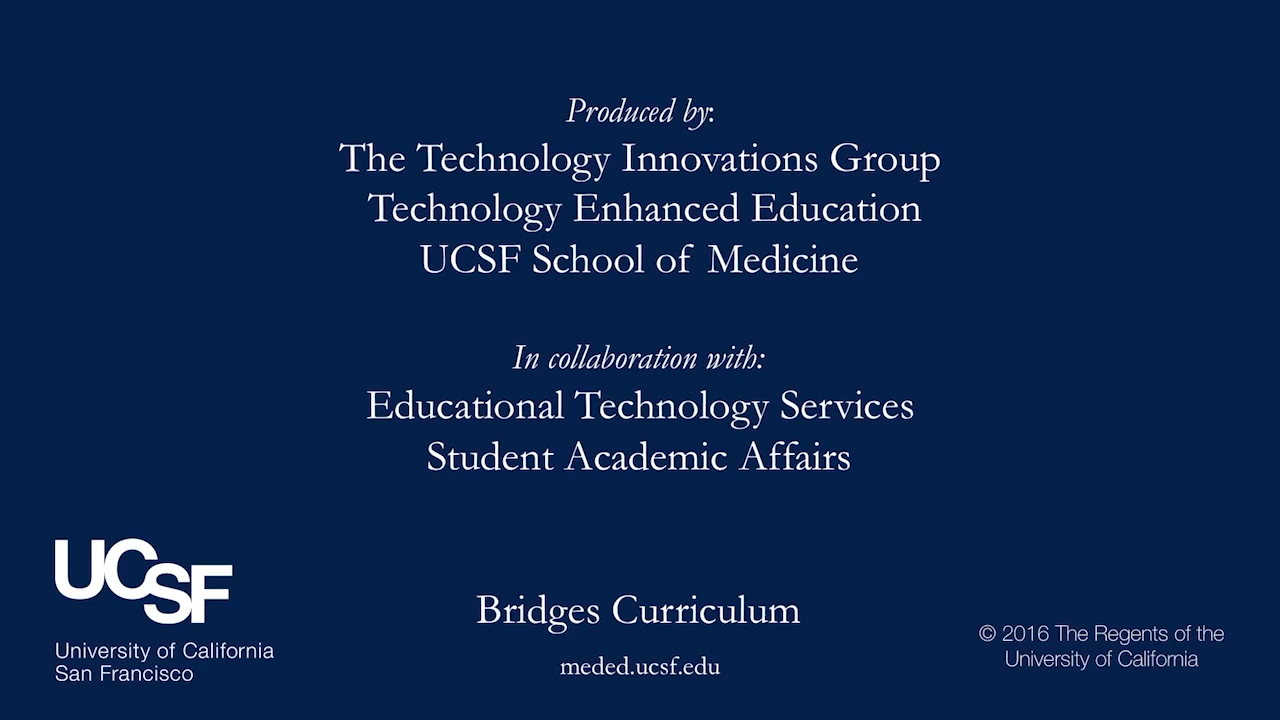 Produced by:
The Technology Innovations Group
Technology Enhanced Education
UCSF School of Medicine
In collaboration with:
Educational Technology Services
Student Academic Affairs
UCSF
University of California
San Francisco
Bridges Curriculum
meded.ucsf.edu
© 2016 The Regents of the
University of California